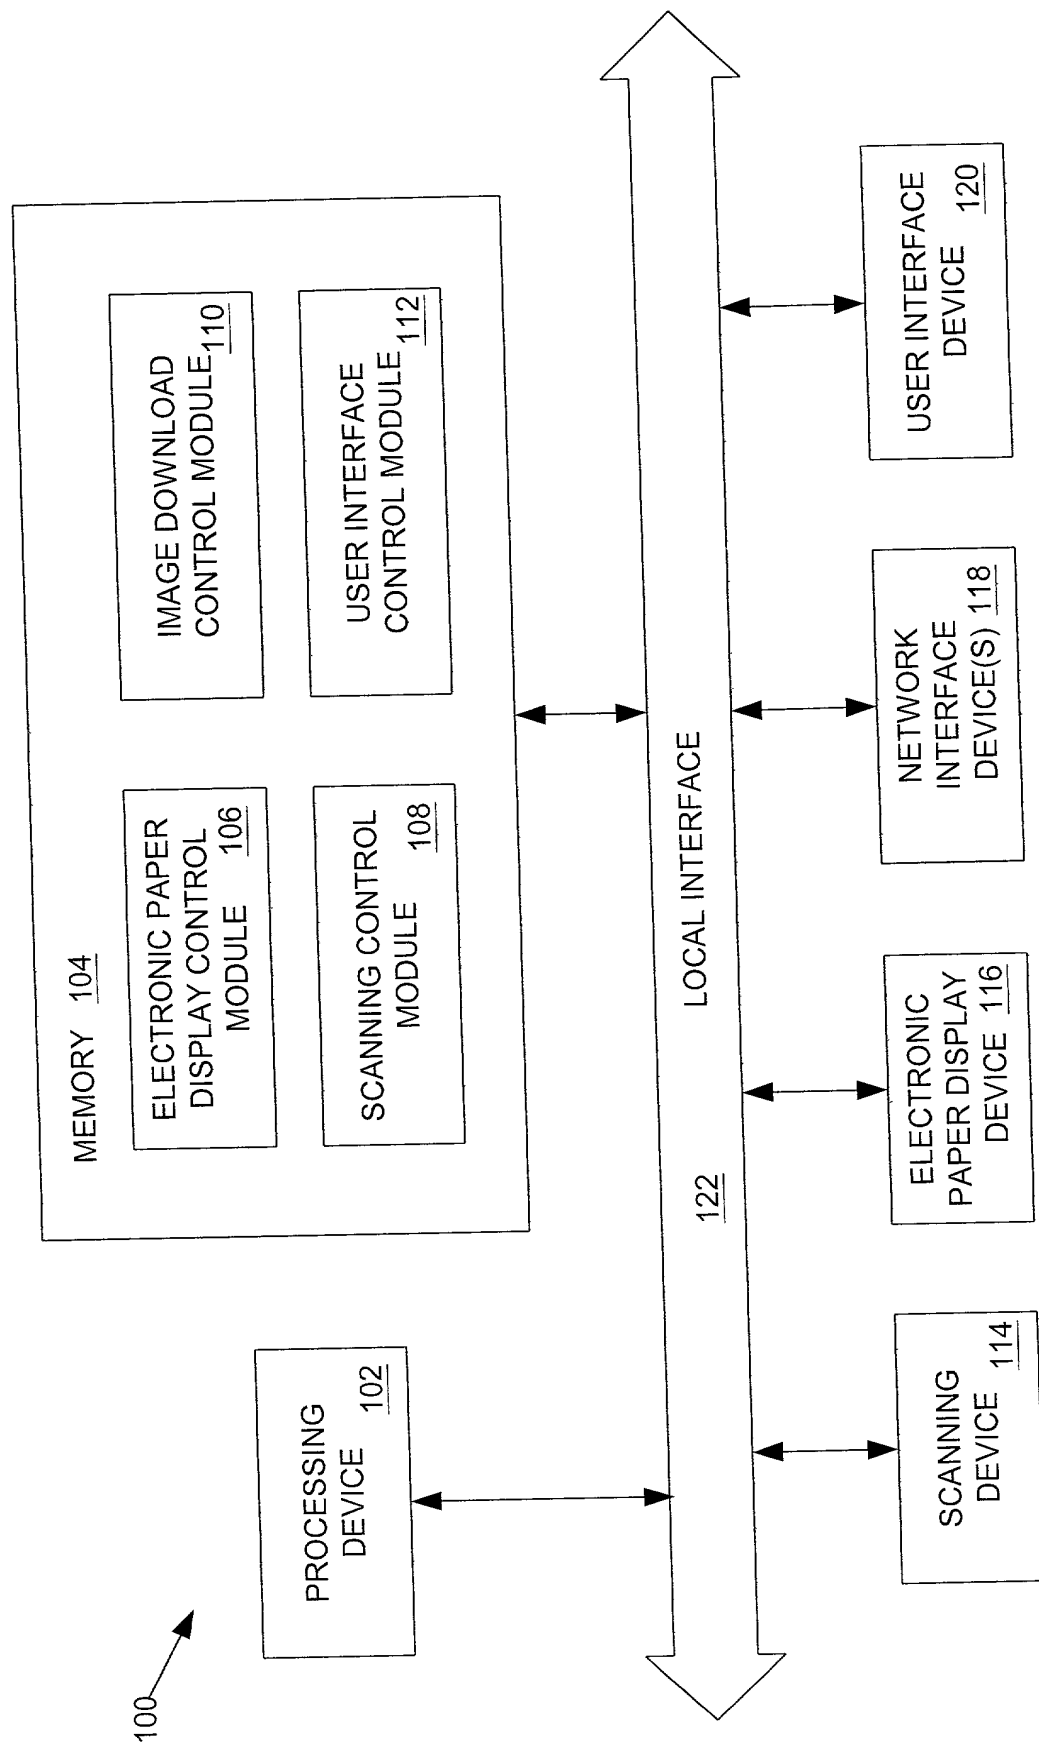 100
PROCESSING
DEVICE
102
MEMORY 104
ELECTRONIC PAPER
DISPLAY CONTROL
MODULE 106
IMAGE DOWNLOAD
CONTROL MODULE
110
SCANNING CONTROL
MODULE 108
USER INTERFACE
CONTROL MODULE
112
122
LOCAL INTERFACE
SCANNING
DEVICE
114
ELECTRONIC
PAPER DISPLAY
DEVICE 116
NETWORK
INTERFACE
DEVICE(S) 118
USER INTERFACE
DEVICE
120